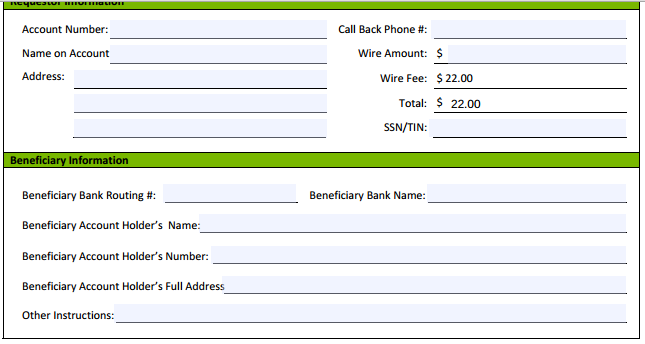 Requestor Information
Account Number:
Call Back Phone #:
Name on Account
Wire Amount: $
Address:
Wire Fee: $ 22.00
Total: $ 22.00
SSN/TIN:
Beneficiary Information
Beneficiary Bank Routing #:
Beneficiary Bank Name:
Beneficiary Account Holder’s Name:
Beneficiary Account Holder’s Number:
Beneficiary Account Holder’s Full Address
Other Instructions: